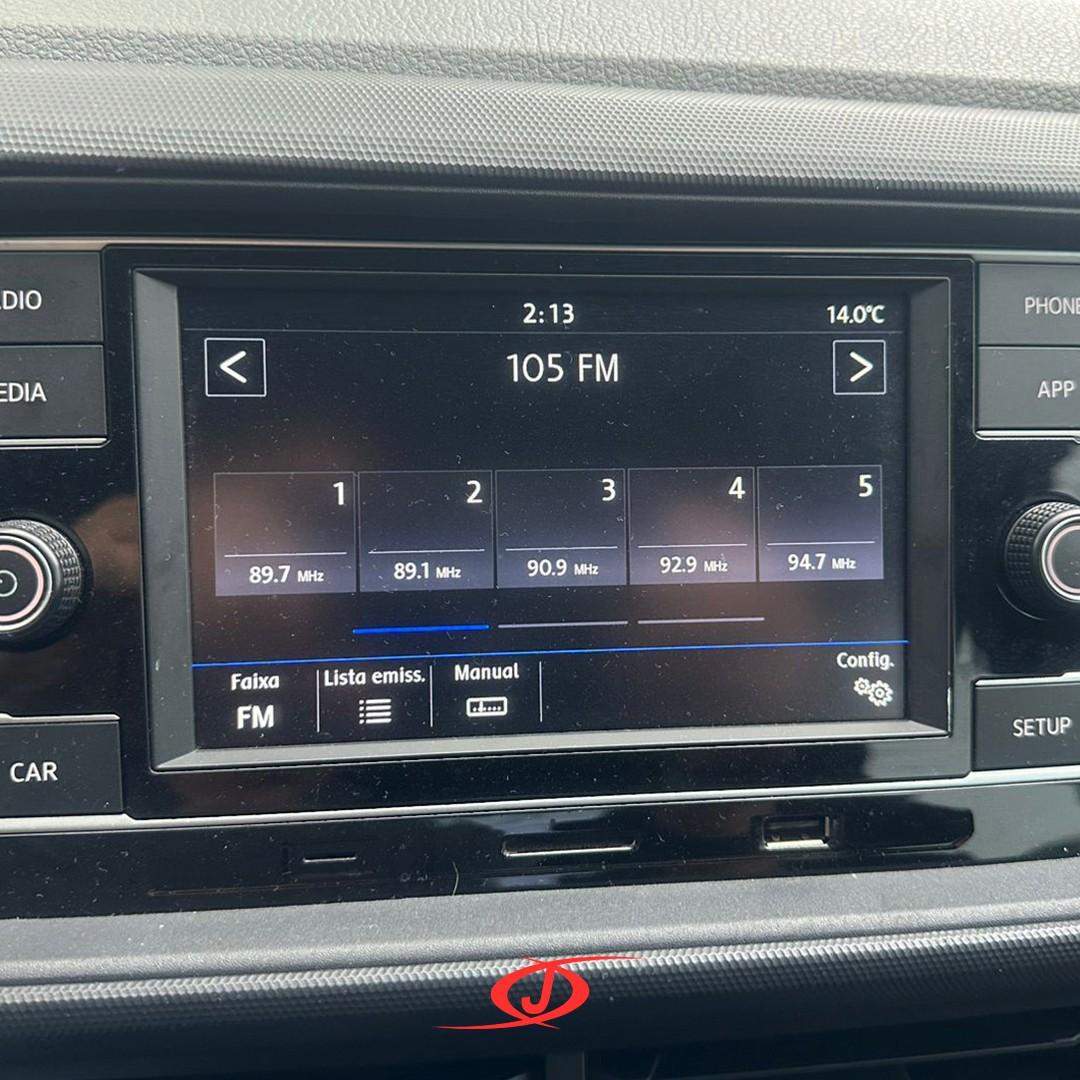 2:13
14.0°C
<
105 FM
>
1
2
3
4
5
89.7 MHz
89.1 MHz
90.9 MHz
92.9 MHz
94.7 MHz
Faixa
FM
Lista emiss.
Manual
Config.
DIO
EDIA
CAR
PHONE
APP
SETUP
J